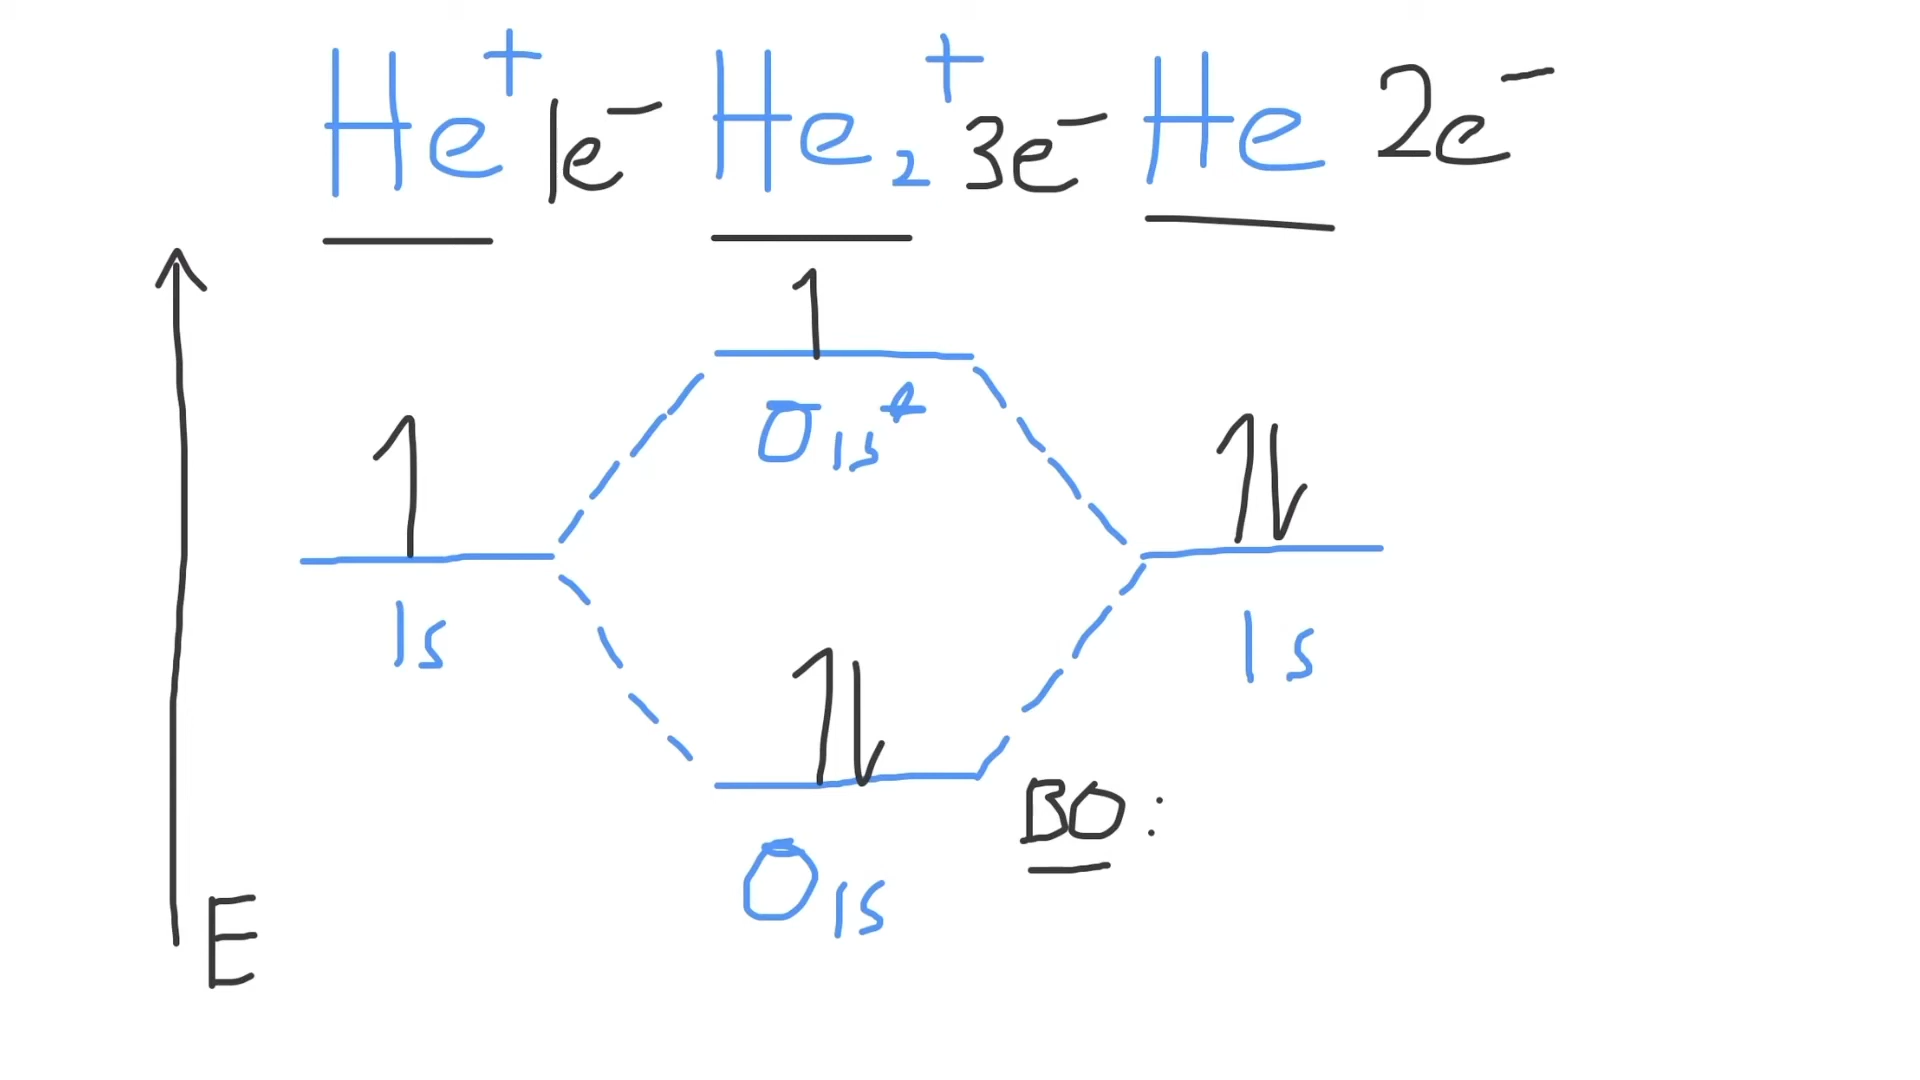 He⁺ 1e⁻ He₂⁺ 3e⁻ He 2e⁻
σ₁ₛ*
1s
1s
BO:
σ₁ₛ
E